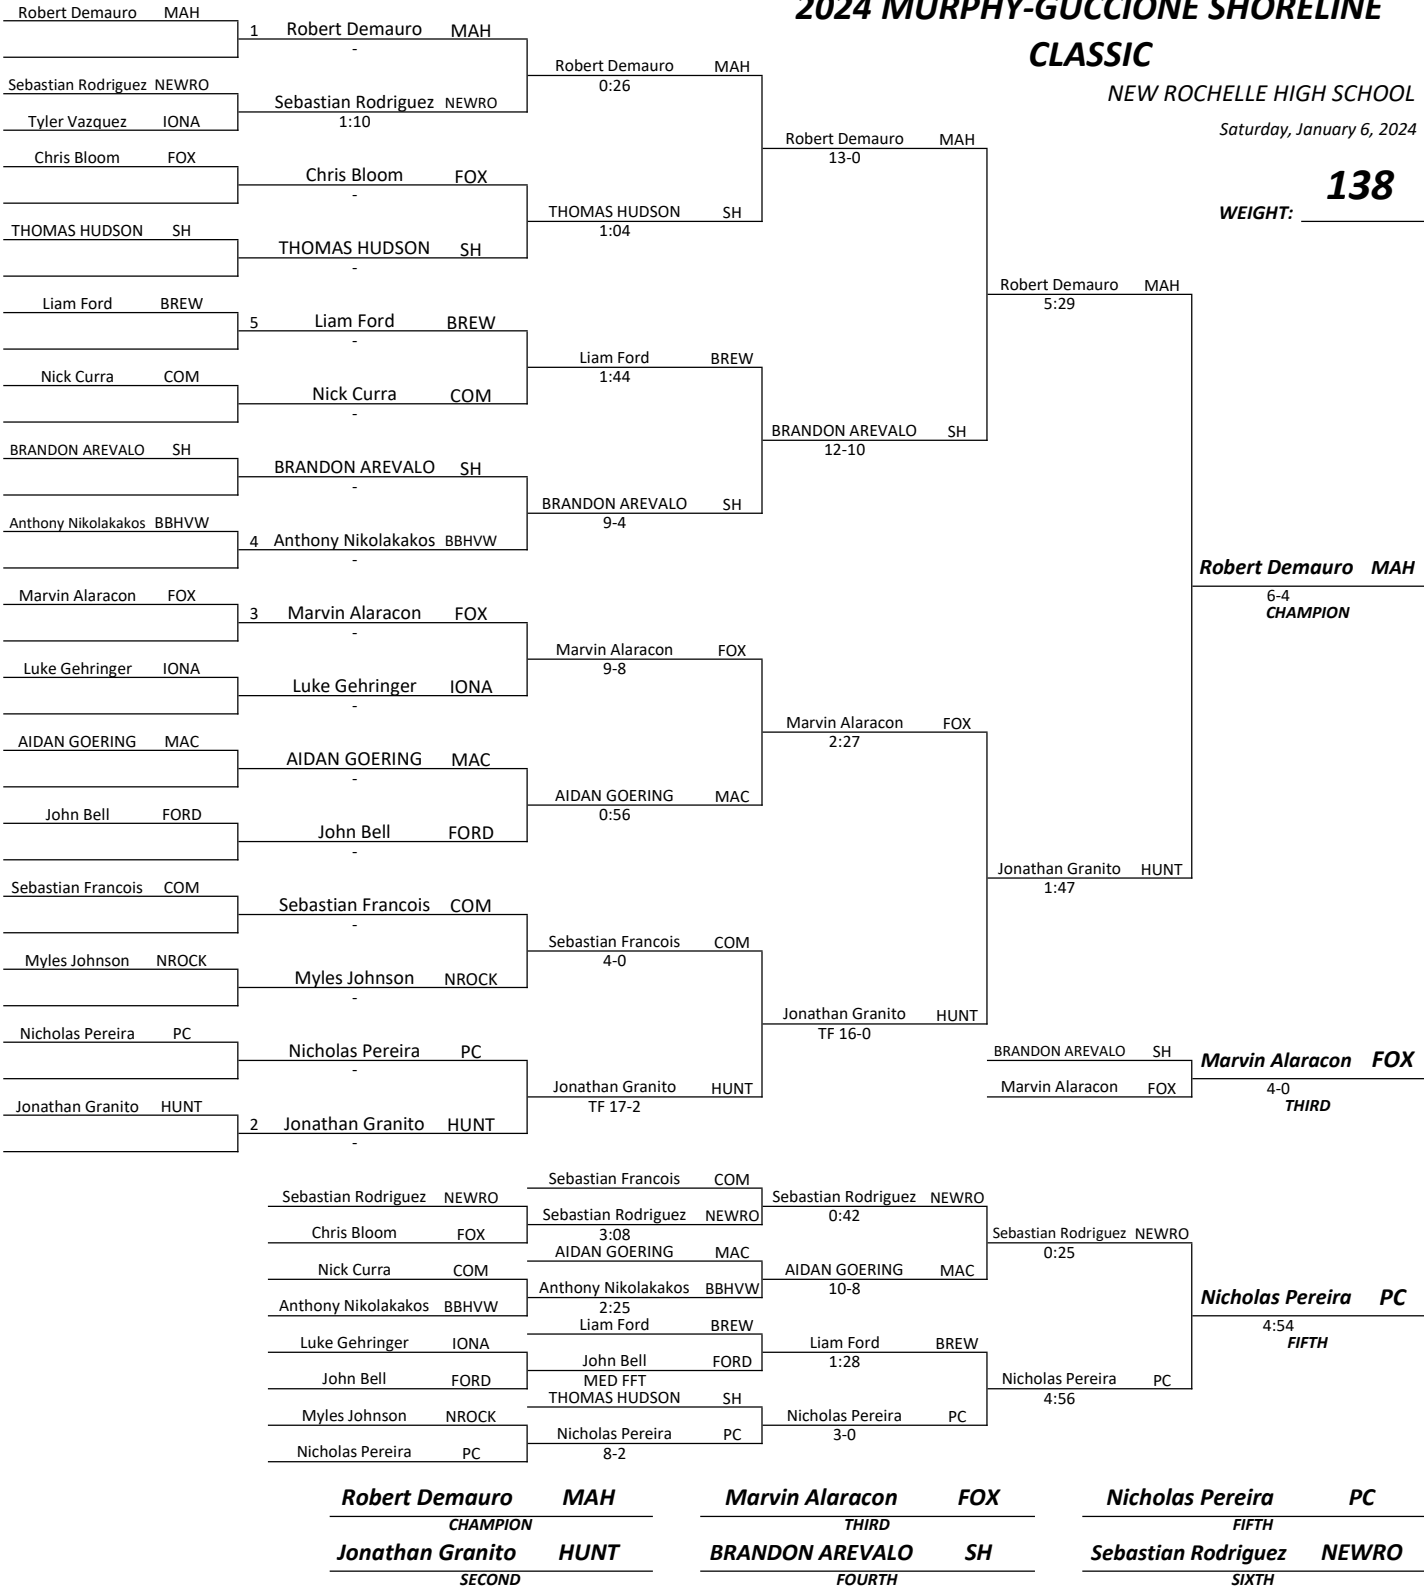 2024 MURPHY-GUCCIONE SHORELINE
CLASSIC
NEW ROCHELLE HIGH SCHOOL
Saturday, January 6, 2024
138
WEIGHT:
Robert Demauro MAH
Sebastian Rodriguez NEWRO
Tyler Vazquez IONA
Chris Bloom FOX
THOMAS HUDSON SH
Liam Ford BREW
Nick Curra COM
BRANDON AREVALO SH
Anthony Nikolakakos BBHVW
Marvin Alaracon FOX
Luke Gehringer IONA
AIDAN GOERING MAC
John Bell FORD
Sebastian Francois COM
Myles Johnson NROCK
Nicholas Pereira PC
Jonathan Granito HUNT
1 Robert Demauro MAH
-
Sebastian Rodriguez NEWRO
1:10
Chris Bloom FOX
-
THOMAS HUDSON SH
-
5 Liam Ford BREW
-
Nick Curra COM
-
BRANDON AREVALO SH
-
4 Anthony Nikolakakos BBHVW
-
3 Marvin Alaracon FOX
-
Luke Gehringer IONA
-
AIDAN GOERING MAC
-
John Bell FORD
-
Sebastian Francois COM
-
Myles Johnson NROCK
-
Nicholas Pereira PC
-
2 Jonathan Granito HUNT
-
Robert Demauro MAH
0:26
THOMAS HUDSON SH
1:04
Liam Ford BREW
1:44
BRANDON AREVALO SH
9-4
Marvin Alaracon FOX
9-8
AIDAN GOERING MAC
0:56
Sebastian Francois COM
4-0
Jonathan Granito HUNT
TF 17-2
Robert Demauro MAH
13-0
BRANDON AREVALO SH
12-10
Marvin Alaracon FOX
2:27
Jonathan Granito HUNT
TF 16-0
Robert Demauro MAH
5:29
Jonathan Granito HUNT
1:47
Robert Demauro MAH
6-4
CHAMPION
BRANDON AREVALO SH
Marvin Alaracon FOX
Marvin Alaracon FOX
4-0
THIRD
Sebastian Rodriguez NEWRO
Chris Bloom FOX
Nick Curra COM
Anthony Nikolakakos BBHVW
Luke Gehringer IONA
John Bell FORD
Myles Johnson NROCK
Nicholas Pereira PC
Sebastian Francois COM
Sebastian Rodriguez NEWRO
3:08
AIDAN GOERING MAC
Anthony Nikolakakos BBHVW
2:25
Liam Ford BREW
John Bell FORD
MED FFT
THOMAS HUDSON SH
Nicholas Pereira PC
8-2
Sebastian Rodriguez NEWRO
0:42
AIDAN GOERING MAC
10-8
Liam Ford BREW
1:28
Nicholas Pereira PC
3-0
Sebastian Rodriguez NEWRO
0:25
Nicholas Pereira PC
4:56
Nicholas Pereira PC
4:54
FIFTH
Robert Demauro MAH
CHAMPION
Marvin Alaracon FOX
THIRD
Nicholas Pereira PC
FIFTH
Jonathan Granito HUNT
SECOND
BRANDON AREVALO SH
FOURTH
Sebastian Rodriguez NEWRO
SIXTH